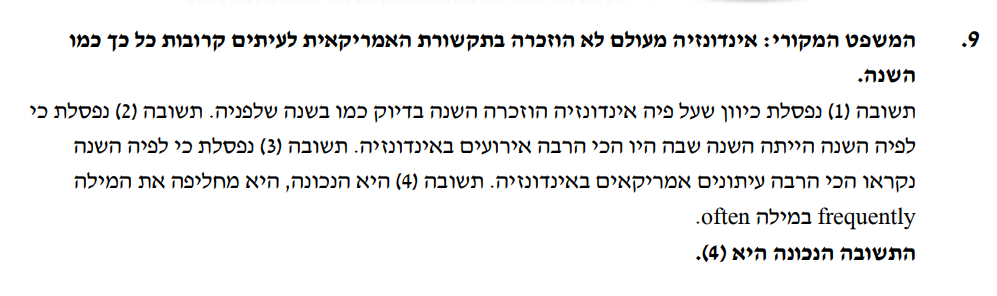 9. המשפט המקורי: אינדונזיה מעולם לא הוזכרה בתקשורת האמריקאית לעיתים קרובות כל כך כמו
השנה.
תשובה (1) נפסלת כיוון שעל פיה אינדונזיה הוזכרה השנה בדיוק כמו בשנה שלפניה. תשובה (2) נפסלת כי
לפיה השנה הייתה השנה שבה היו הכי הרבה אירועים באינדונזיה. תשובה (3) נפסלת כי לפיה השנה
נקראו הכי הרבה עיתונים אמריקאים באינדונזיה. תשובה (4) היא הנכונה, היא מחליפה את המילה
frequently במילה often.
התשובה הנכונה היא (4).